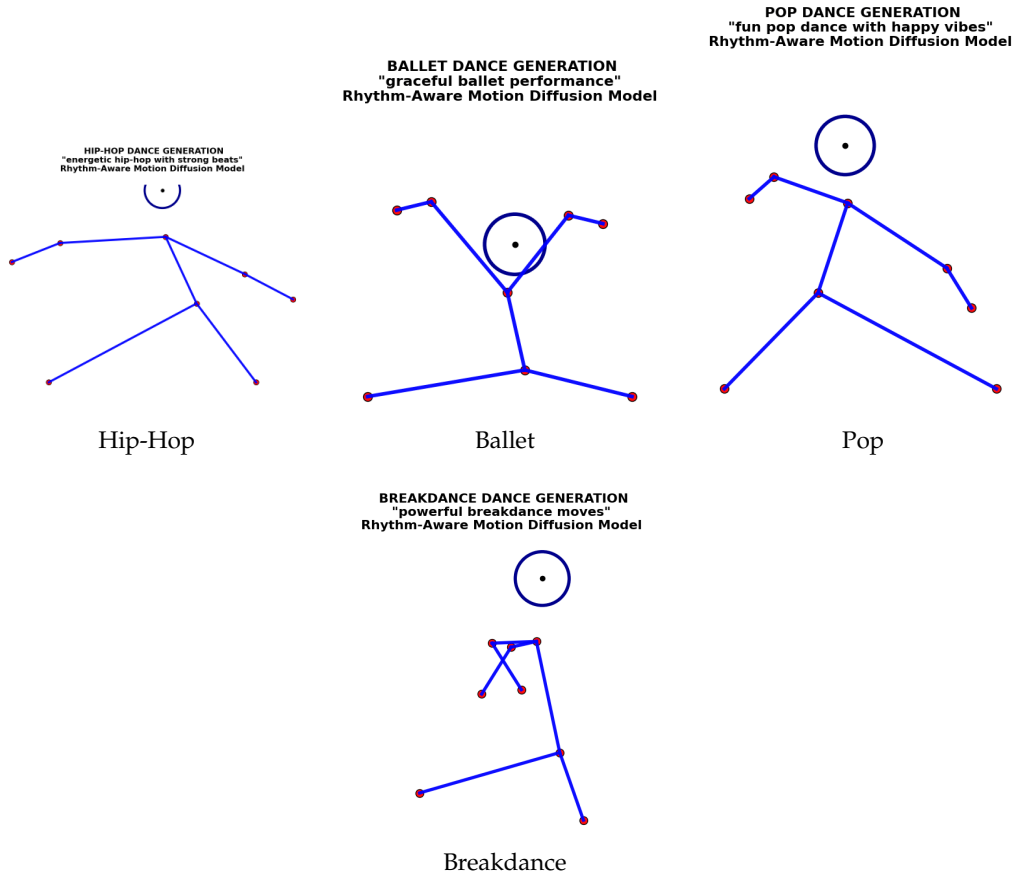 HIP-HOP DANCE GENERATION
"energetic hip-hop with strong beats"
Rhythm-Aware Motion Diffusion Model
Hip-Hop
BALLET DANCE GENERATION
"graceful ballet performance"
Rhythm-Aware Motion Diffusion Model
Ballet
POP DANCE GENERATION
"fun pop dance with happy vibes"
Rhythm-Aware Motion Diffusion Model
Pop
BREAKDANCE DANCE GENERATION
"powerful breakdance moves"
Rhythm-Aware Motion Diffusion Model
Breakdance